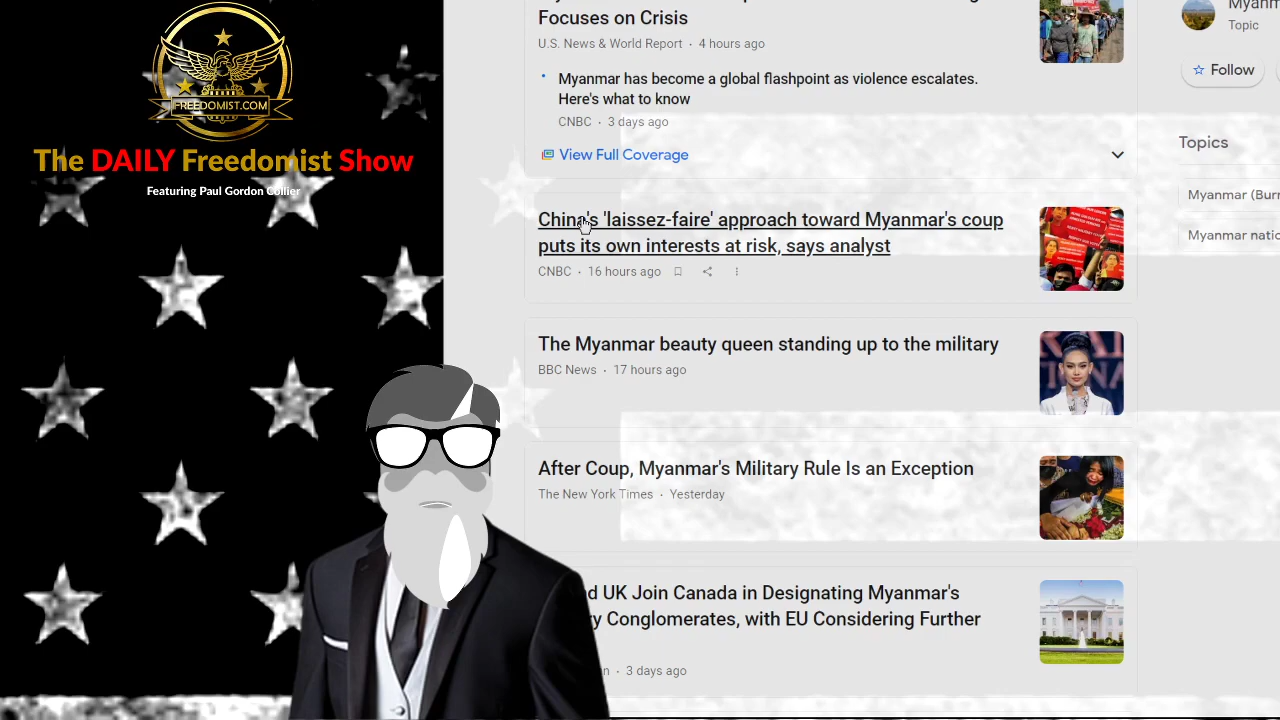 FREEDOMIST.COM
The DAILY Freedomist Show
Featuring Paul Gordon Collier
Focuses on Crisis
U.S. News & World Report · 4 hours ago
Myanmar has become a global flashpoint as violence escalates.
Here's what to know
CNBC · 3 days ago
View Full Coverage
China's 'laissez-faire' approach toward Myanmar's coup
puts its own interests at risk, says analyst
CNBC · 16 hours ago
The Myanmar beauty queen standing up to the military
BBC News · 17 hours ago
After Coup, Myanmar's Military Rule Is an Exception
The New York Times · Yesterday
UK Join Canada in Designating Myanmar's
Conglomerates, with EU Considering Further
3 days ago
Topic
Follow
Topics
Myanmar (Bur
Myanmar natio